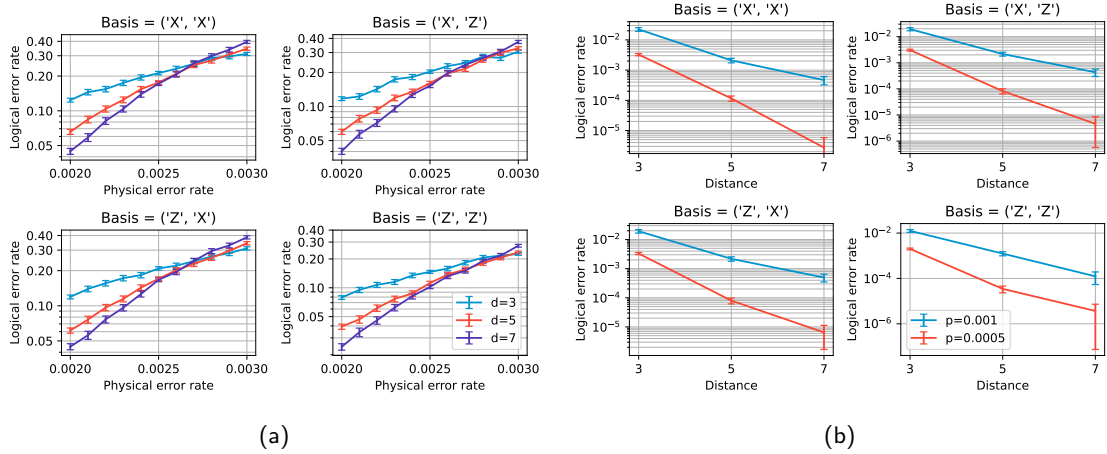 Basis = ('X', 'X')
0.40
0.30
0.20
0.10
0.05
Logical error rate
0.0020
0.0025
0.0030
Physical error rate
Basis = ('X', 'Z')
0.40
0.30
0.20
0.10
0.05
Logical error rate
0.0020
0.0025
0.0030
Physical error rate
Basis = ('Z', 'X')
0.40
0.30
0.20
0.10
0.05
Logical error rate
0.0020
0.0025
0.0030
Physical error rate
Basis = ('Z', 'Z')
0.40
0.30
0.20
0.10
0.05
Logical error rate
d=3
d=5
d=7
0.0020
0.0025
0.0030
Physical error rate
(a)
Basis = ('X', 'X')
10⁻²
10⁻³
10⁻⁴
10⁻⁵
Logical error rate
3
5
7
Distance
Basis = ('X', 'Z')
10⁻²
10⁻³
10⁻⁴
10⁻⁵
10⁻⁶
Logical error rate
3
5
7
Distance
Basis = ('Z', 'X')
10⁻²
10⁻³
10⁻⁴
10⁻⁵
Logical error rate
3
5
7
Distance
Basis = ('Z', 'Z')
10⁻²
10⁻⁴
10⁻⁶
Logical error rate
p=0.001
p=0.0005
3
5
7
Distance
(b)